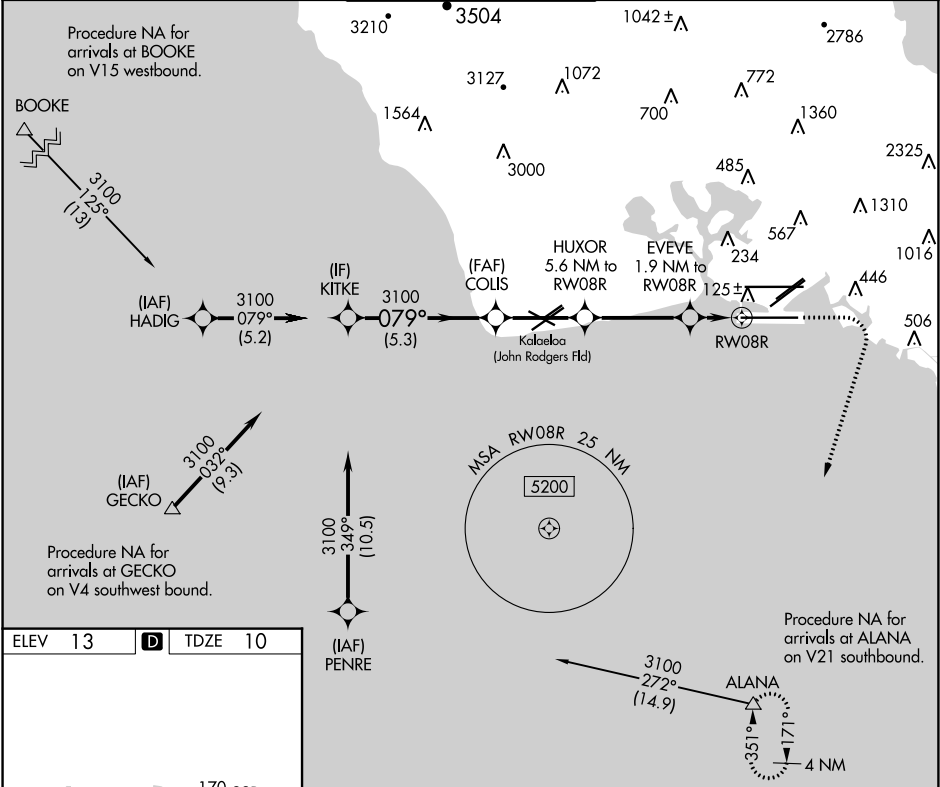 3210
3504
1042 ±
2786
Procedure NA for
arrivals at BOOKE
on V15 westbound.
3127
1072
772
1564
700
1360
BOOKE
3000
485
2325
3100
125°
(13)
1310
567
1016
234
HUXOR
5.6 NM to
RW08R
EVEVE
1.9 NM to
RW08R
125 ±
446
(IAF)
HADIG
3100
079°
(5.2)
(IF)
KITKE
3100
079°
(5.3)
(FAF)
COLIS
Kalaeloa
(John Rodgers Fld)
RW08R
506
3100
032°
(9.3)
(IAF)
GECKO
MSA RW08R 25 NM
5200
3100
349°
(10.5)
Procedure NA for
arrivals at GECKO
on V4 southwest bound.
(IAF)
PENRE
Procedure NA for
arrivals at ALANA
on V21 southbound.
ELEV 13 D TDZE 10
3100
272°
(14.9)
ALANA
351°
171°
4 NM